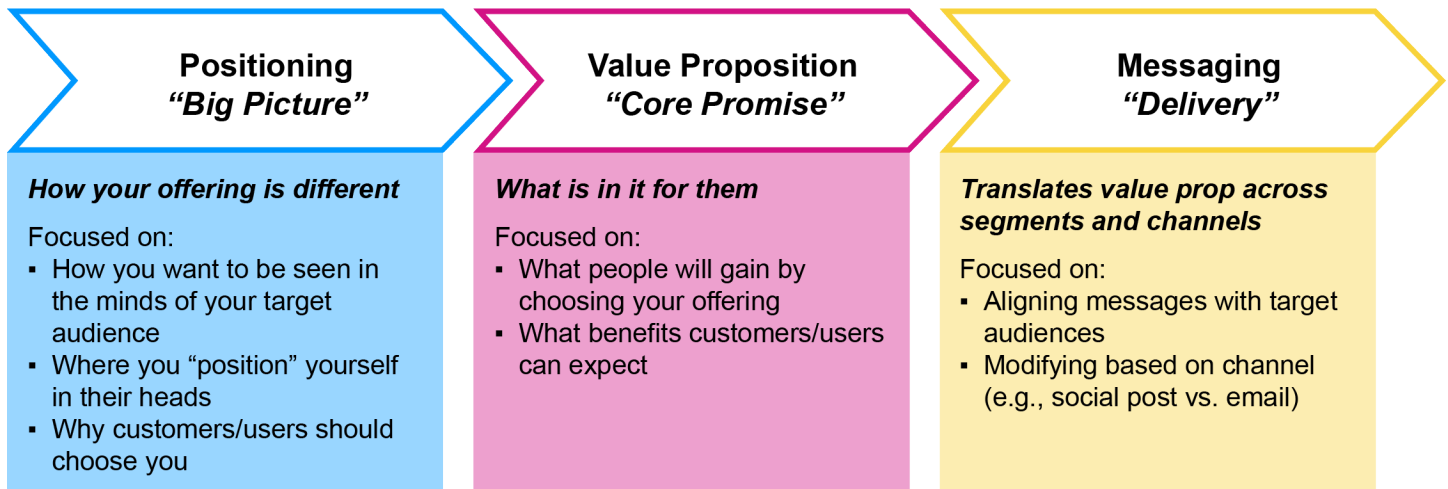 Positioning
“Big Picture”
How your offering is different
Focused on:
▪ How you want to be seen in
the minds of your target
audience
▪ Where you “position” yourself
in their heads
▪ Why customers/users should
choose you
Value Proposition
“Core Promise”
What is in it for them
Focused on:
▪ What people will gain by
choosing your offering
▪ What benefits customers/users
can expect
Messaging
“Delivery”
Translates value prop across
segments and channels
Focused on:
▪ Aligning messages with target
audiences
▪ Modifying based on channel
(e.g., social post vs. email)